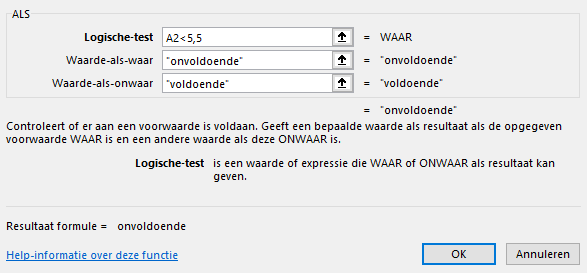 ALS
Logische-test A2<5,5 = WAAR
Waarde-als-waar "onvoldoende" = "onvoldoende"
Waarde-als-onwaar "voldoende" = "voldoende"
= "onvoldoende"
Controleert of er aan een voorwaarde is voldaan. Geeft een bepaalde waarde als resultaat als de opgegeven
voorwaarde WAAR is en een andere waarde als deze ONWAAR is.
Logische-test is een waarde of expressie die WAAR of ONWAAR als resultaat kan
geven.
Resultaat formule = onvoldoende
Help-informatie over deze functie OK Annuleren